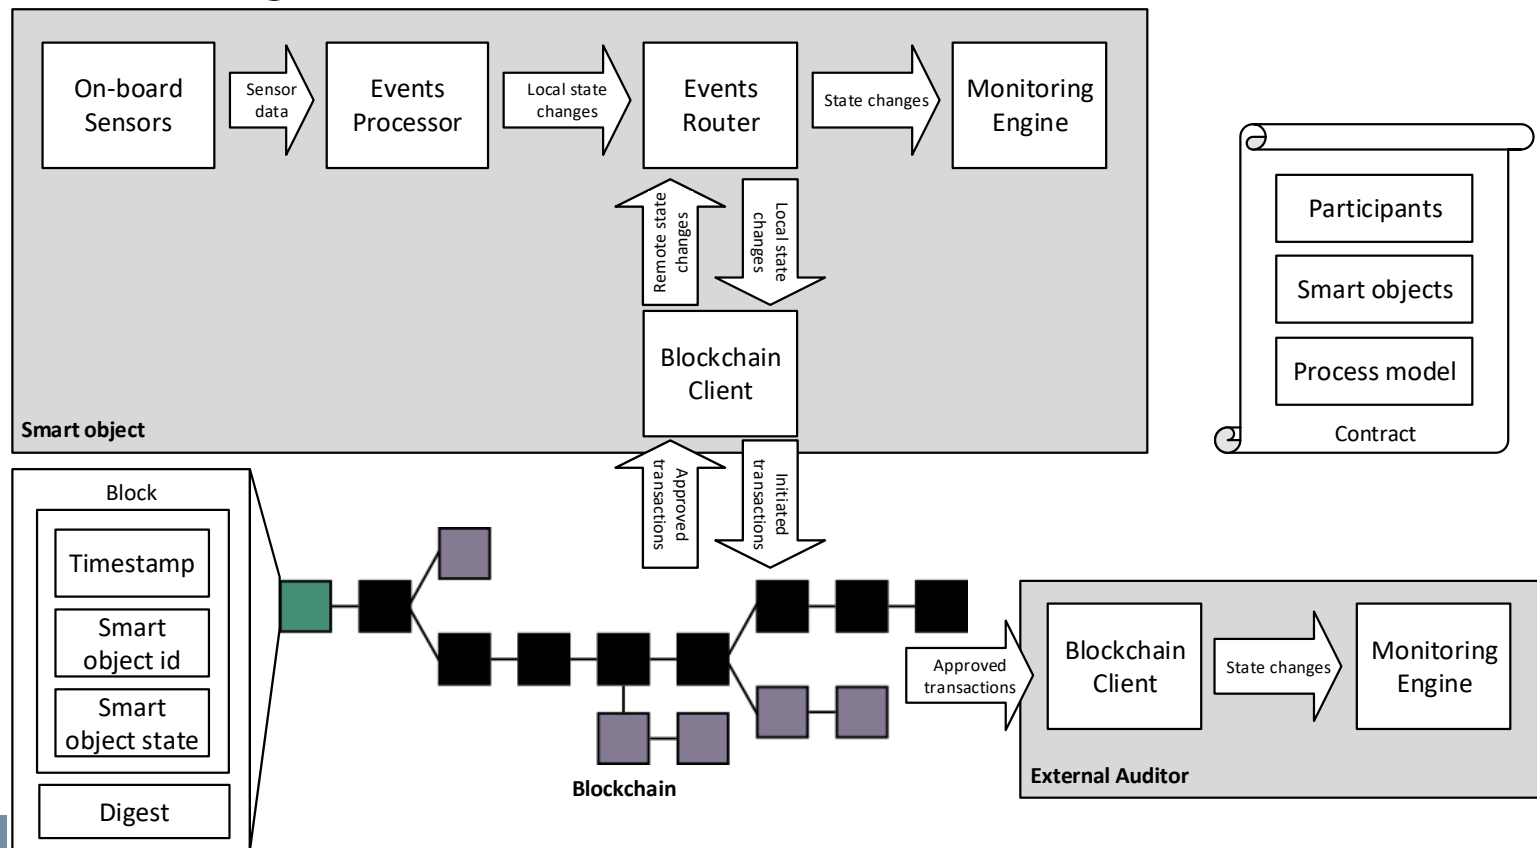 On-board
Sensors
Sensor
data
Events
Processor
Local state
changes
Events
Router
State changes
Monitoring
Engine
Remote state
changes
Local state
changes
Blockchain
Client
Smart object
Participants
Smart objects
Process model
Contract
Approved
transactions
Initiated
transactions
Block
Timestamp
Smart
object id
Smart
object state
Digest
Blockchain
Approved
transactions
Blockchain
Client
State changes
Monitoring
Engine
External Auditor